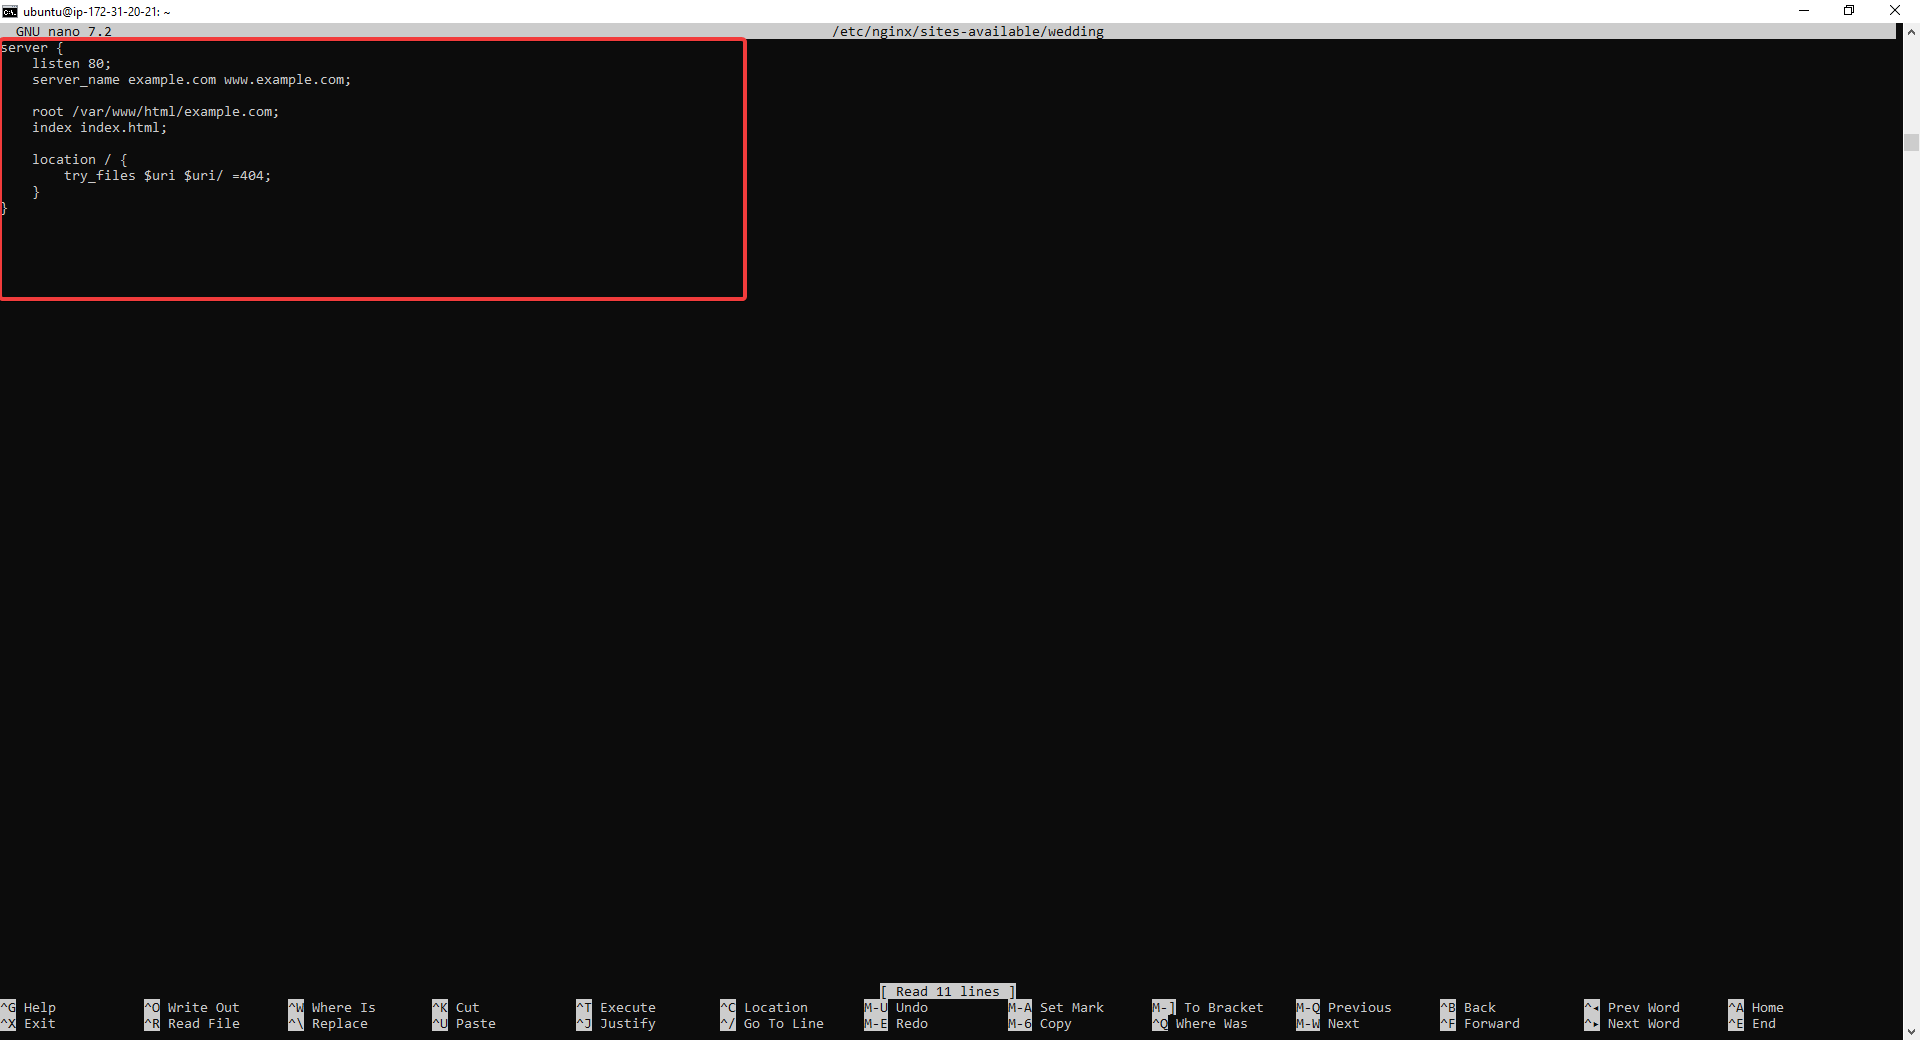 ubuntu@ip-172-31-20-21: ~
GNU nano 7.2 /etc/nginx/sites-available/wedding
server {
    listen 80;
    server_name example.com www.example.com;
    root /var/www/html/example.com;
    index index.html;
    location / {
        try_files $uri $uri/ =404;
    }
}
[ Read 11 lines ]
^G Help ^O Write Out ^W Where Is ^K Cut ^T Execute ^C Location M-U Undo M-A Set Mark M-] To Bracket M-Q Previous ^B Back ^◂ Prev Word ^A Home
^X Exit ^R Read File ^\ Replace ^U Paste ^J Justify ^/ Go To Line M-E Redo M-6 Copy ^Q Where Was M-W Next ^F Forward ^▸ Next Word ^E End